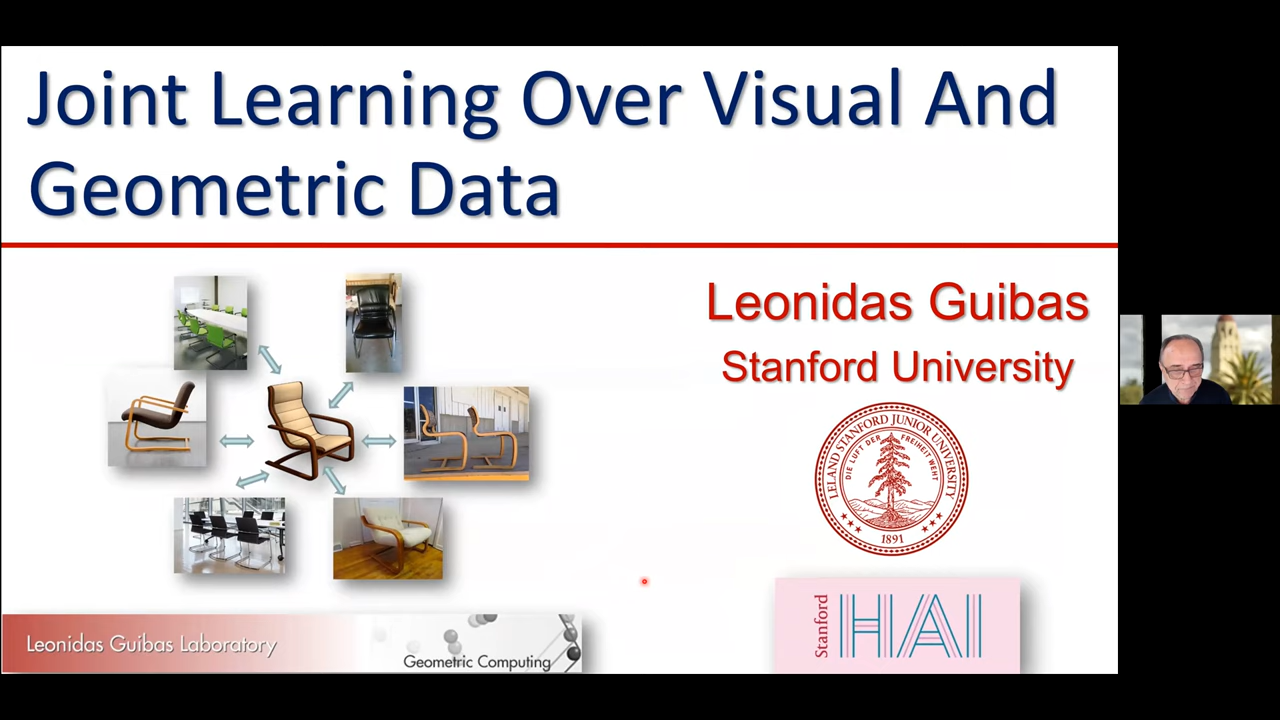 Joint Learning Over Visual And
Geometric Data
Leonidas Guibas
Stanford University
LELAND STANFORD JUNIOR UNIVERSITY
DIE LUFT DER FREIHEIT WEHT
1891
Stanford
HAI
Leonidas Guibas Laboratory
Geometric Computing